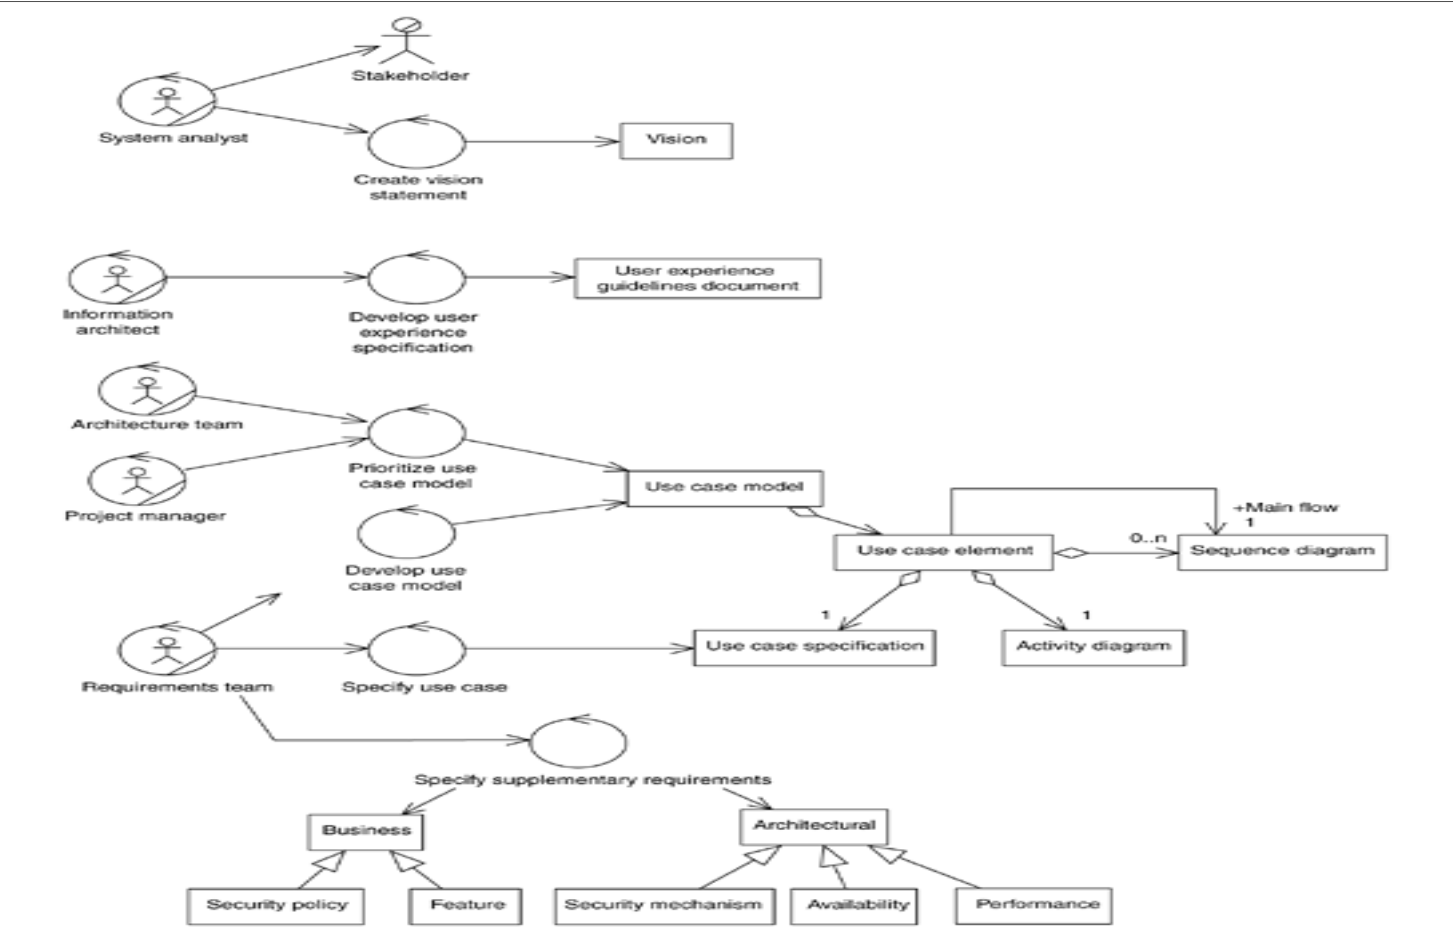 Stakeholder
System analyst
Vision
Create vision
statement
User experience
guidelines document
Information
architect
Develop user
experience
specification
Architecture team
Prioritize use
case model
Use case model
Project manager
+Main flow
1
0..n
Use case element
Sequence diagram
Develop use
case model
1
1
Use case specification
Activity diagram
Requirements team
Specify use case
Specify supplementary requirements
Business
Architectural
Security policy
Feature
Security mechanism
Availability
Performance